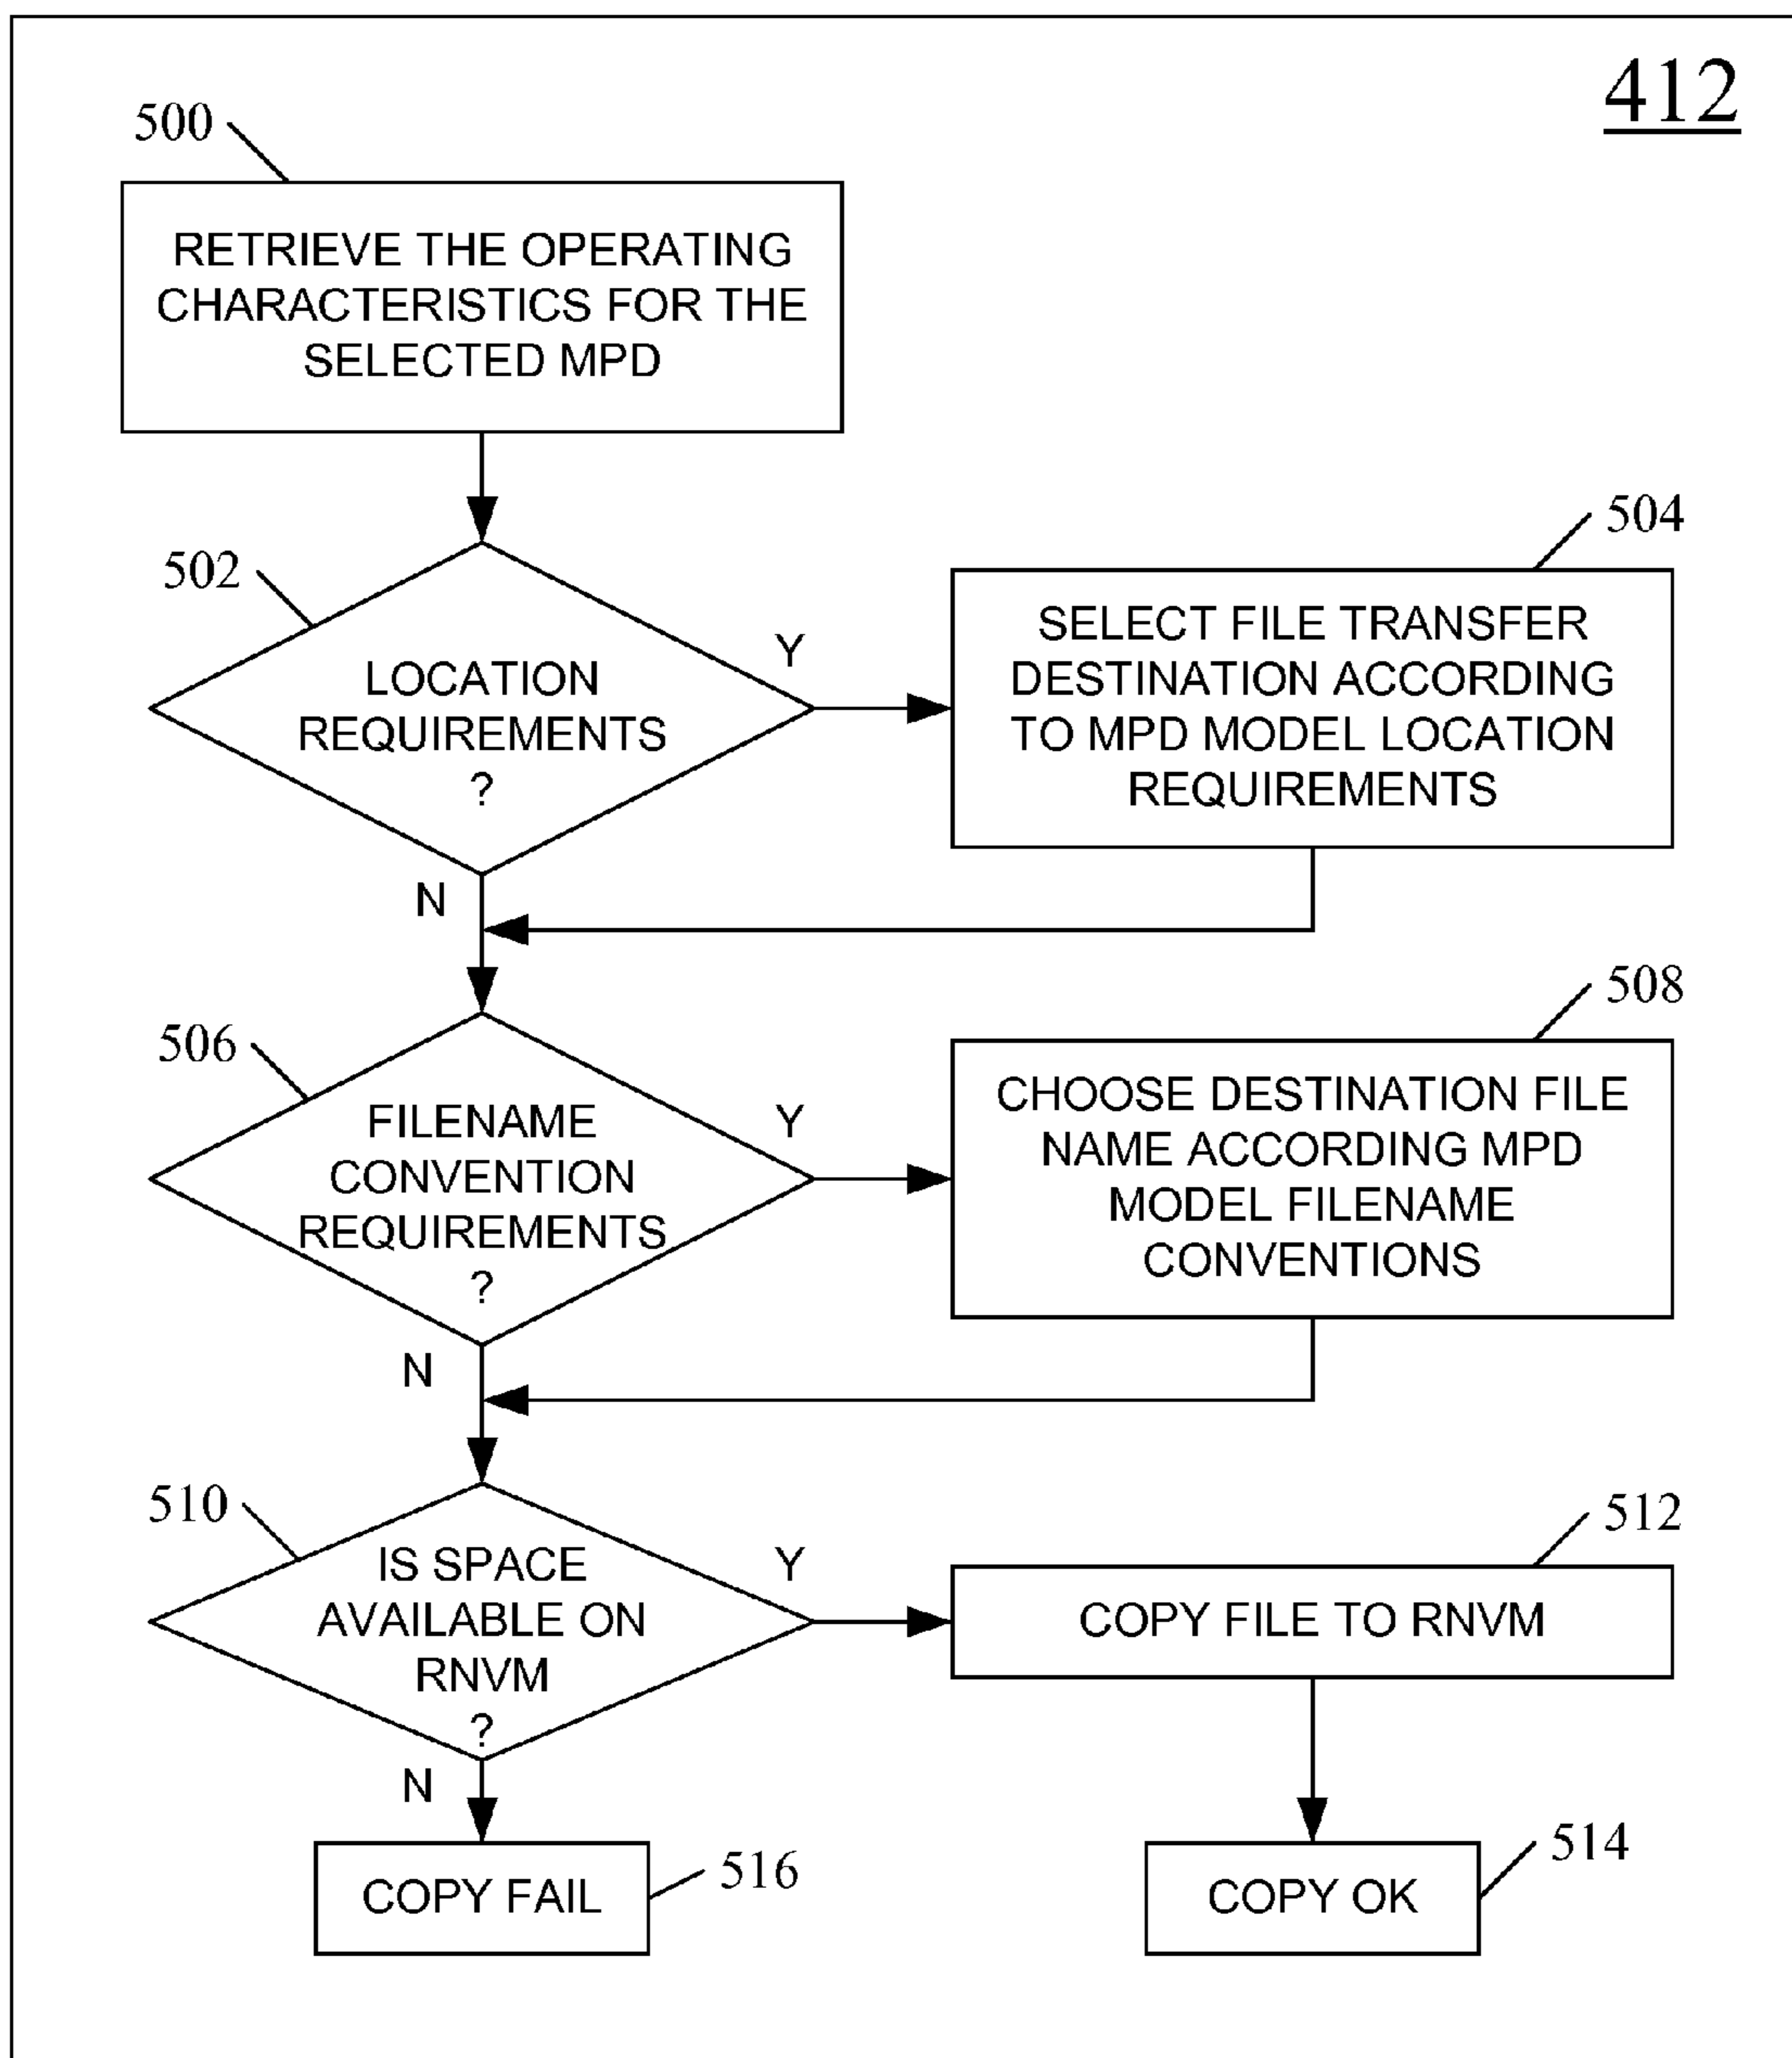 412
500
RETRIEVE THE OPERATING
CHARACTERISTICS FOR THE
SELECTED MPD
502
LOCATION
REQUIREMENTS
?
Y
N
504
SELECT FILE TRANSFER
DESTINATION ACCORDING
TO MPD MODEL LOCATION
REQUIREMENTS
506
FILENAME
CONVENTION
REQUIREMENTS
?
Y
N
508
CHOOSE DESTINATION FILE
NAME ACCORDING MPD
MODEL FILENAME
CONVENTIONS
510
IS SPACE
AVAILABLE ON
RNVM
?
Y
N
512
COPY FILE TO RNVM
COPY FAIL
516
COPY OK
514